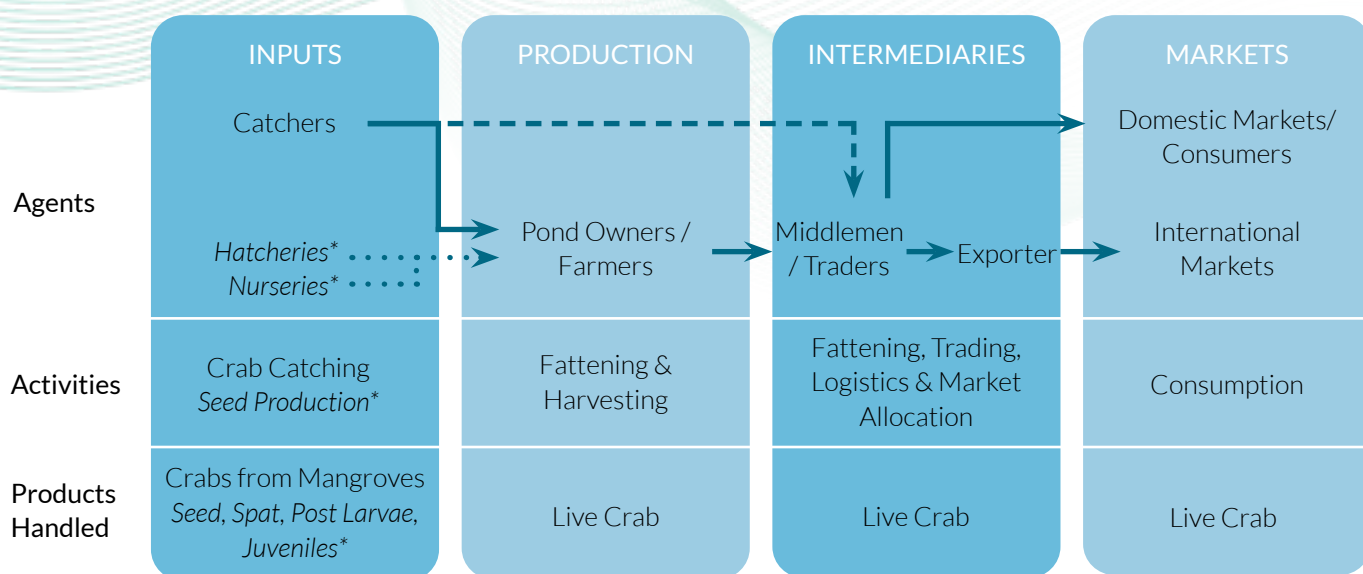 INPUTS
PRODUCTION
INTERMEDIARIES
MARKETS
Agents
Catchers
Hatcheries*
Nurseries*
Pond Owners /
Farmers
Middlemen
/ Traders
Exporter
Domestic Markets/
Consumers
International
Markets
Activities
Crab Catching
Seed Production*
Fattening &
Harvesting
Fattening, Trading,
Logistics & Market
Allocation
Consumption
Products
Handled
Crabs from Mangroves
Seed, Spat, Post Larvae,
Juveniles*
Live Crab
Live Crab
Live Crab